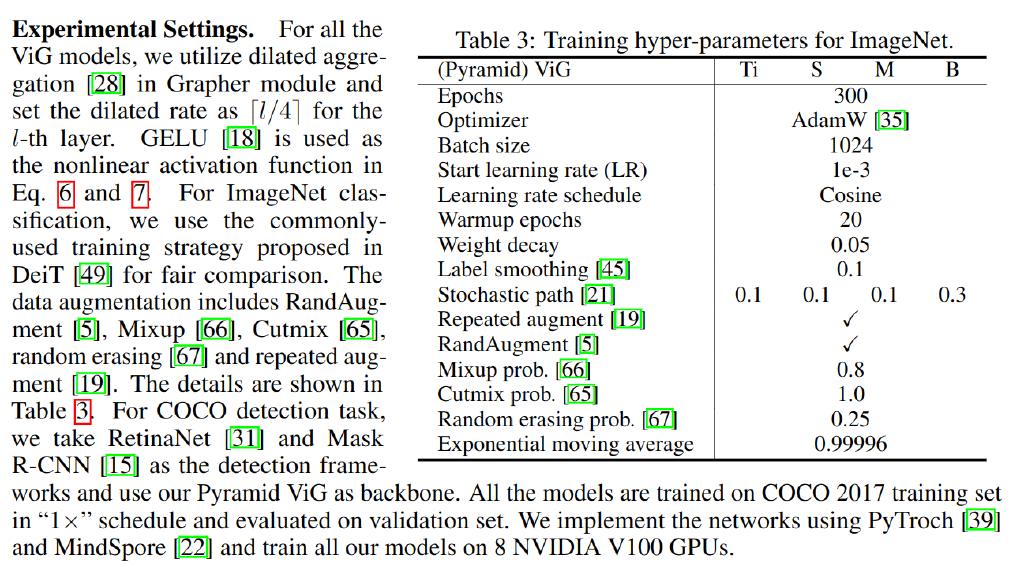 Experimental Settings. For all the
ViG models, we utilize dilated aggre-
gation [28] in Grapher module and
set the dilated rate as ⌈l/4⌉ for the
l-th layer. GELU [18] is used as
the nonlinear activation function in
Eq. 6 and 7. For ImageNet clas-
sification, we use the commonly-
used training strategy proposed in
DeiT [49] for fair comparison. The
data augmentation includes RandAug-
ment [5], Mixup [66], Cutmix [65],
random erasing [67] and repeated aug-
ment [19]. The details are shown in
Table 3. For COCO detection task,
we take RetinaNet [31] and Mask
R-CNN [15] as the detection frame-
works and use our Pyramid ViG as backbone. All the models are trained on COCO 2017 training set
in “1×” schedule and evaluated on validation set. We implement the networks using PyTroch [39]
and MindSpore [22] and train all our models on 8 NVIDIA V100 GPUs.
Table 3: Training hyper-parameters for ImageNet.
(Pyramid) ViG Ti S M B
Epochs 300
Optimizer AdamW [35]
Batch size 1024
Start learning rate (LR) 1e-3
Learning rate schedule Cosine
Warmup epochs 20
Weight decay 0.05
Label smoothing [45] 0.1
Stochastic path [21] 0.1 0.1 0.1 0.3
Repeated augment [19] ✓
RandAugment [5] ✓
Mixup prob. [66] 0.8
Cutmix prob. [65] 1.0
Random erasing prob. [67] 0.25
Exponential moving average 0.99996